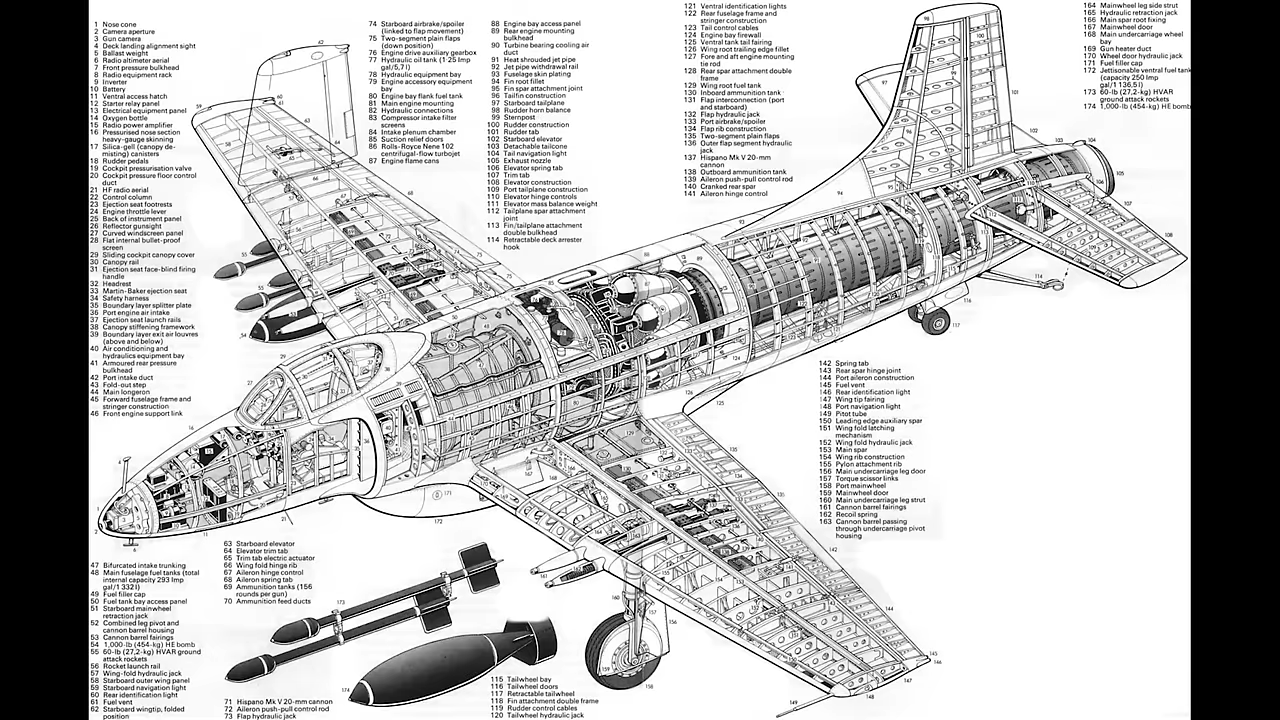 1 Nose cone
2 Camera aperture
3 Gun camera
4 Deck landing alignment sight
5 Ballast weight
6 Radio altimeter aerial
7 Front pressure bulkhead
8 Radio equipment rack
9 Inverter
10 Battery
11 Ventral access hatch
12 Starter relay panel
13 Electrical equipment panel
14 Oxygen bottle
15 Radio power amplifier
16 Pressurised nose section
heavy-gauge skinning
17 Silica-gell (canopy de-
misting) canisters
18 Rudder pedals
19 Cockpit pressurisation valve
20 Cockpit pressure floor control
duct
21 HF radio aerial
22 Control column
23 Ejection seat footrests
24 Engine throttle lever
25 Back of instrument panel
26 Reflector gunsight
27 Curved windscreen panel
28 Flat internal bullet-proof
screen
29 Sliding cockpit canopy cover
30 Canopy rail
31 Ejection seat face-blind firing
handle
32 Headrest
33 Martin-Baker ejection seat
34 Safety harness
35 Boundary layer splitter plate
36 Port engine air intake
37 Ejection seat launch rails
38 Canopy stiffening framework
39 Boundary layer exit air louvres
(above and below)
40 Air conditioning and
hydraulics equipment bay
41 Armoured rear pressure
bulkhead
42 Port intake duct
43 Fold-out step
44 Main longeron
45 Forward fuselage frame and
stringer construction
46 Front engine support link
47 Bifurcated intake trunking
48 Main fuselage fuel tanks (total
internal capacity 293 Imp
gal/1 332 l)
49 Fuel filler cap
50 Fuel tank bay access panel
51 Starboard mainwheel
retraction jack
52 Combined leg pivot and
cannon barrel housing
53 Cannon barrel fairings
54 1,000-lb (454-kg) HE bomb
55 60-lb (27,2-kg) HVAR ground
attack rockets
56 Rocket launch rail
57 Wing-fold hydraulic jack
58 Starboard outer wing panel
59 Starboard navigation light
60 Rear identification light
61 Fuel vent
62 Starboard wingtip, folded
position
63 Starboard elevator
64 Elevator trim tab
65 Trim tab electric actuator
66 Wing fold hinge rib
67 Aileron hinge control
68 Aileron spring tab
69 Ammunition tanks (156
rounds per gun)
70 Ammunition feed ducts
71 Hispano Mk V 20-mm cannon
72 Aileron push-pull control rod
73 Flap hydraulic jack
74 Starboard airbrake/spoiler
(linked to flap movement)
75 Two-segment plain flaps
(down position)
76 Engine drive auxiliary gearbox
77 Hydraulic oil tank (1·25 Imp
gal/5,7 l)
78 Hydraulic equipment bay
79 Engine accessory equipment
bay
80 Engine bay flank fuel tank
81 Main engine mounting
82 Hydraulic connections
83 Compressor intake filter
screens
84 Intake plenum chamber
85 Suction relief doors
86 Rolls-Royce Nene 102
centrifugal-flow turbojet
87 Engine flame cans
88 Engine bay access panel
89 Rear engine mounting
bulkhead
90 Turbine bearing cooling air
duct
91 Heat shrouded jet pipe
92 Jet pipe withdrawal rail
93 Fuselage skin plating
94 Fin root fillet
95 Fin spar attachment joint
96 Tailfin construction
97 Starboard tailplane
98 Rudder horn balance
99 Sternpost
100 Rudder construction
101 Rudder tab
102 Starboard elevator
103 Detachable tailcone
104 Tail navigation light
105 Exhaust nozzle
106 Elevator spring tab
107 Trim tab
108 Elevator construction
109 Port tailplane construction
110 Elevator hinge controls
111 Elevator mass balance weight
112 Tailplane spar attachment
joint
113 Fin/tailplane attachment
double bulkhead
114 Retractable deck arrester
hook
115 Tailwheel bay
116 Tailwheel doors
117 Retractable tailwheel
118 Fin attachment double frame
119 Rudder control cables
120 Tailwheel hydraulic jack
121 Ventral identification lights
122 Rear fuselage frame and
stringer construction
123 Tail control cables
124 Engine bay firewall
125 Ventral tank tail fairing
126 Wing root trailing edge fillet
127 Fore and aft engine mounting
tie rod
128 Rear spar attachment double
frame
129 Wing root fuel tank
130 Inboard ammunition tank
131 Flap interconnection (port
and starboard)
132 Flap hydraulic jack
133 Port airbrake/spoiler
134 Flap rib construction
135 Two-segment plain flaps
136 Outer flap segment hydraulic
jack
137 Hispano Mk V 20-mm
cannon
138 Outboard ammunition tank
139 Aileron push-pull control rod
140 Cranked rear spar
141 Aileron hinge control
142 Spring tab
143 Rear spar hinge joint
144 Port aileron construction
145 Fuel vent
146 Rear identification light
147 Wing tip fairing
148 Port navigation light
149 Pitot tube
150 Leading edge auxiliary spar
151 Wing fold latching
mechanism
152 Wing fold hydraulic jack
153 Main spar
154 Wing rib construction
155 Pylon attachment rib
156 Main undercarriage leg door
157 Torque scissor links
158 Port mainwheel
159 Mainwheel door
160 Main undercarriage leg strut
161 Cannon barrel fairings
162 Recoil spring
163 Cannon barrel passing
through undercarriage pivot
housing
164 Mainwheel leg side strut
165 Hydraulic retraction jack
166 Main spar root fixing
167 Main undercarriage wheel
168 Main undercarriage wheel
bay
169 Gun heater duct
170 Wheel door hydraulic jack
171 Fuel filler cap
172 Jettisonable ventral fuel tank
(capacity 250 Imp
gal/1 136,5 l)
173 60-lb (27,2-kg) HVAR
ground attack rockets
174 1,000-lb (454-kg) HE bomb